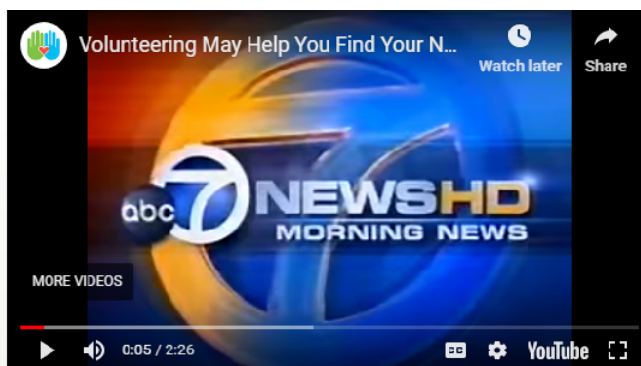 Volunteering May Help You Find Your N...
Watch later
Share
abc 7 NEWSHD
MORNING NEWS
MORE VIDEOS
0:05 / 2:26
CC
YouTube